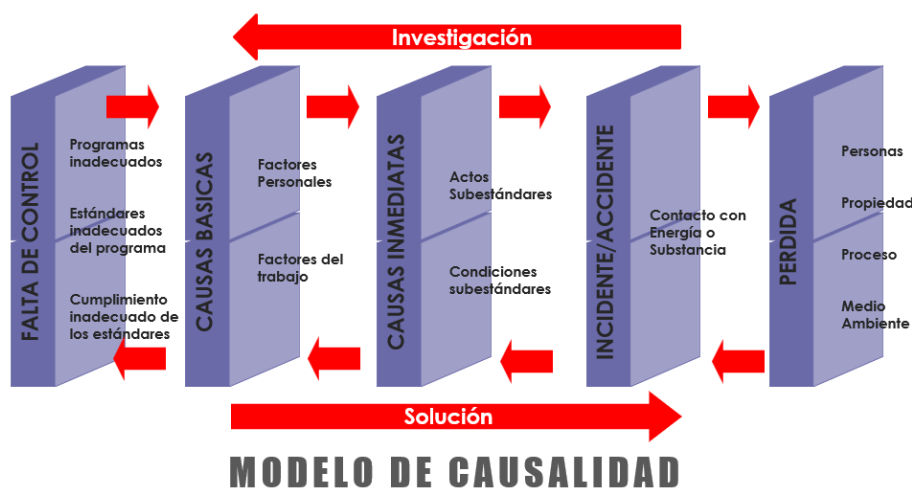 Investigación
FALTA DE CONTROL
Programas
inadecuados
Estándares
inadecuados
del programa
Cumplimiento
inadecuado de
los estándares
CAUSAS BASICAS
Factores
Personales
Factores del
trabajo
CAUSAS INMEDIATAS
Actos
Subestándares
Condiciones
subestándares
INCIDENTE/ACCIDENTE
Contacto con
Energía o
Substancia
PERDIDA
Personas
Propiedad
Proceso
Medio
Ambiente
Solución
MODELO DE CAUSALIDAD